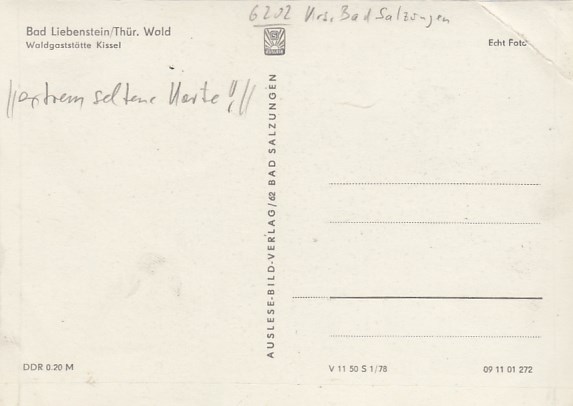 6202 Krs. Bad Salzungen
Bad Liebenstein/Thür. Wald
Waldgaststätte Kissel
Echt Foto
//extrem seltene Karte!!//
AUSLESE-BILD-VERLAG/62 BAD SALZUNGEN
DDR 0.20 M
V 11 50 S 1/78
09 11 01 272